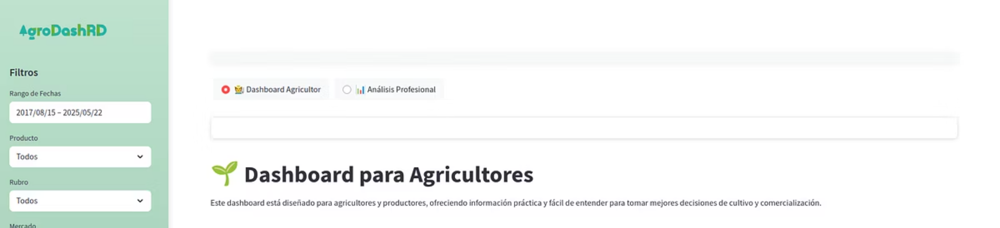 AgroDashRD
Filtros
Rango de Fechas
2017/08/15 – 2025/05/22
Producto
Todos
Rubro
Todos
Mercado
Dashboard Agricultor
Análisis Profesional
Dashboard para Agricultores
Este dashboard está diseñado para agricultores y productores, ofreciendo información práctica y fácil de entender para tomar mejores decisiones de cultivo y comercialización.